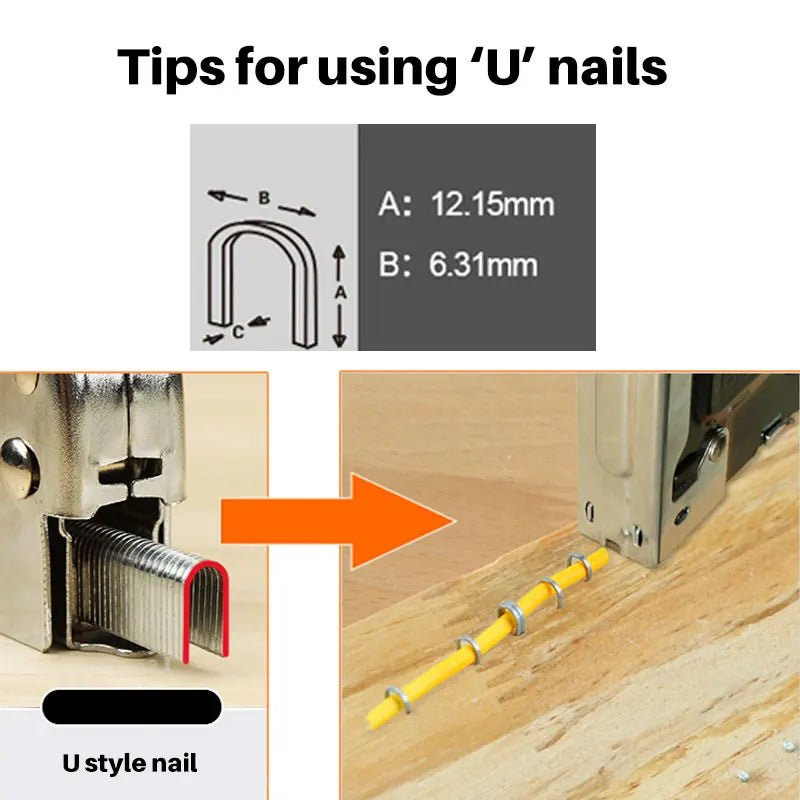 Tips for using ‘U’ nails
B
A
C
A: 12.15mm
B: 6.31mm
U style nail